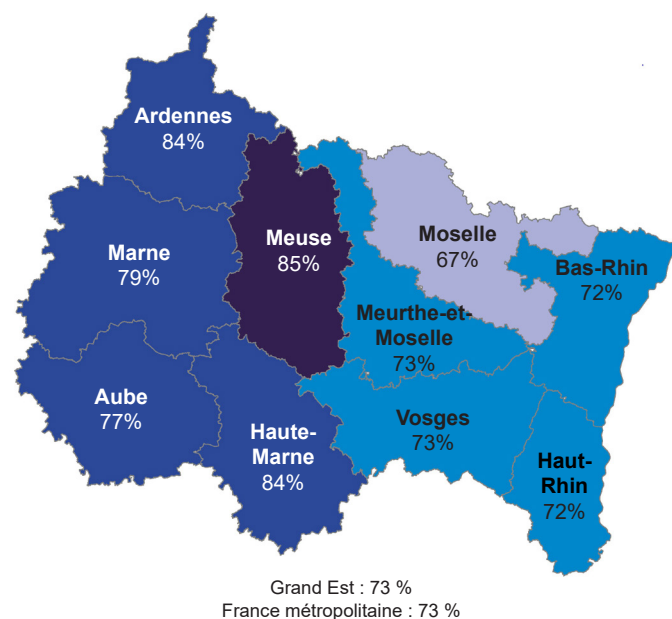 Ardennes
84%
Marne
79%
Meuse
85%
Moselle
67%
Bas-Rhin
72%
Meurthe-et-
Moselle
73%
Aube
77%
Haute-
Marne
84%
Vosges
73%
Haut-
Rhin
72%
Grand Est : 73 %
France métropolitaine : 73 %